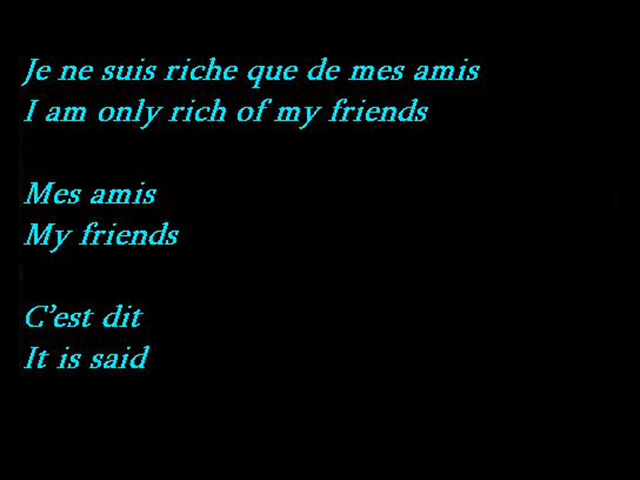 Je ne suis riche que de mes amis
I am only rich of my friends
Mes amis
My friends
C'est dit
It is said